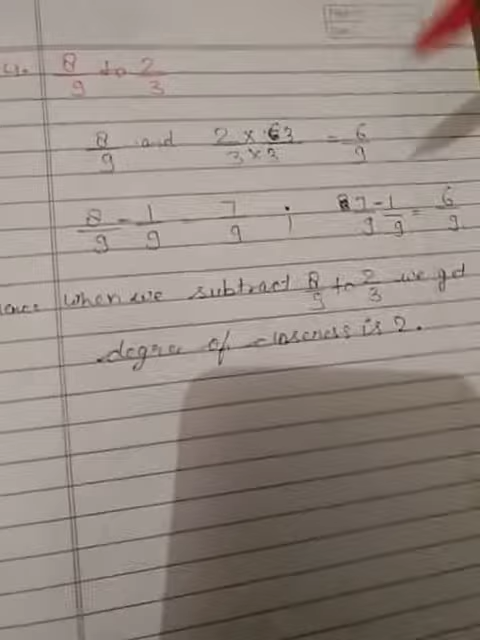 4. 8/9 to 2/3
8/9 and 2 × 3 / 3 × 3 = 6/9
8/9 - 1/9 7/9 ; 7/9 - 1/9 = 6/9
when we subtract 8/9 to 2/3 we get
degree of closeness is 2.